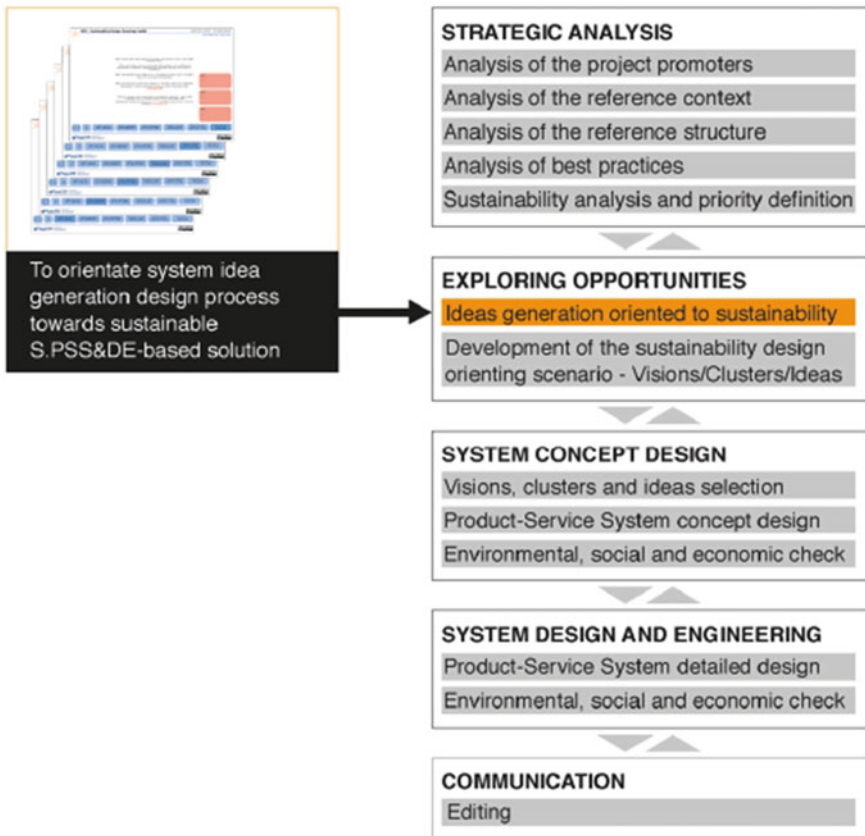 To orientate system idea
generation design process
towards sustainable
S.PSS&DE-based solution
STRATEGIC ANALYSIS
Analysis of the project promoters
Analysis of the reference context
Analysis of the reference structure
Analysis of best practices
Sustainability analysis and priority definition
EXPLORING OPPORTUNITIES
Ideas generation oriented to sustainability
Development of the sustainability design
orienting scenario - Visions/Clusters/Ideas
SYSTEM CONCEPT DESIGN
Visions, clusters and ideas selection
Product-Service System concept design
Environmental, social and economic check
SYSTEM DESIGN AND ENGINEERING
Product-Service System detailed design
Environmental, social and economic check
COMMUNICATION
Editing